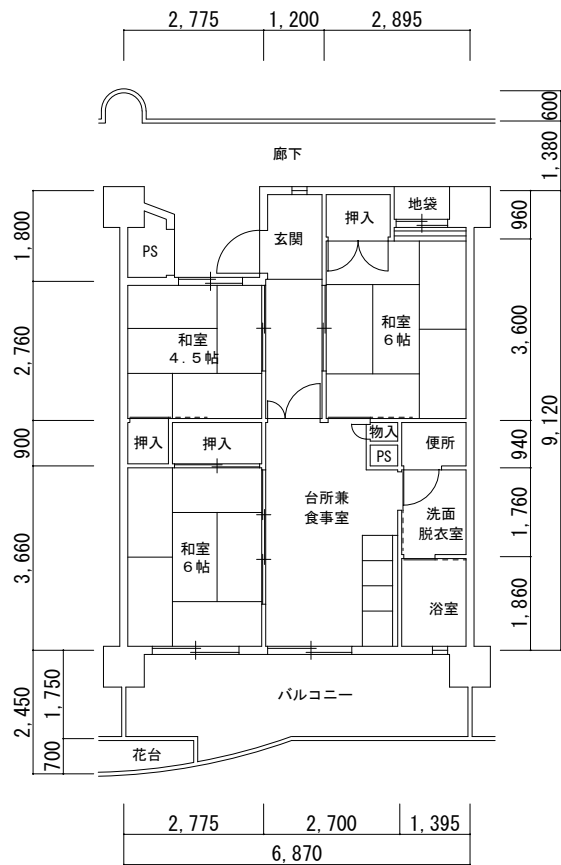 2,775
1,200
2,895
600
1,380
廊下
地袋
押入
玄関
PS
1,800
960
和室
4.5帖
和室
6帖
2,760
3,600
9,120
押入
押入
物入
PS
便所
900
940
台所兼
食事室
洗面
脱衣室
1,760
和室
6帖
3,660
浴室
1,860
バルコニー
花台
2,450
1,750
700
2,775
2,700
1,395
6,870